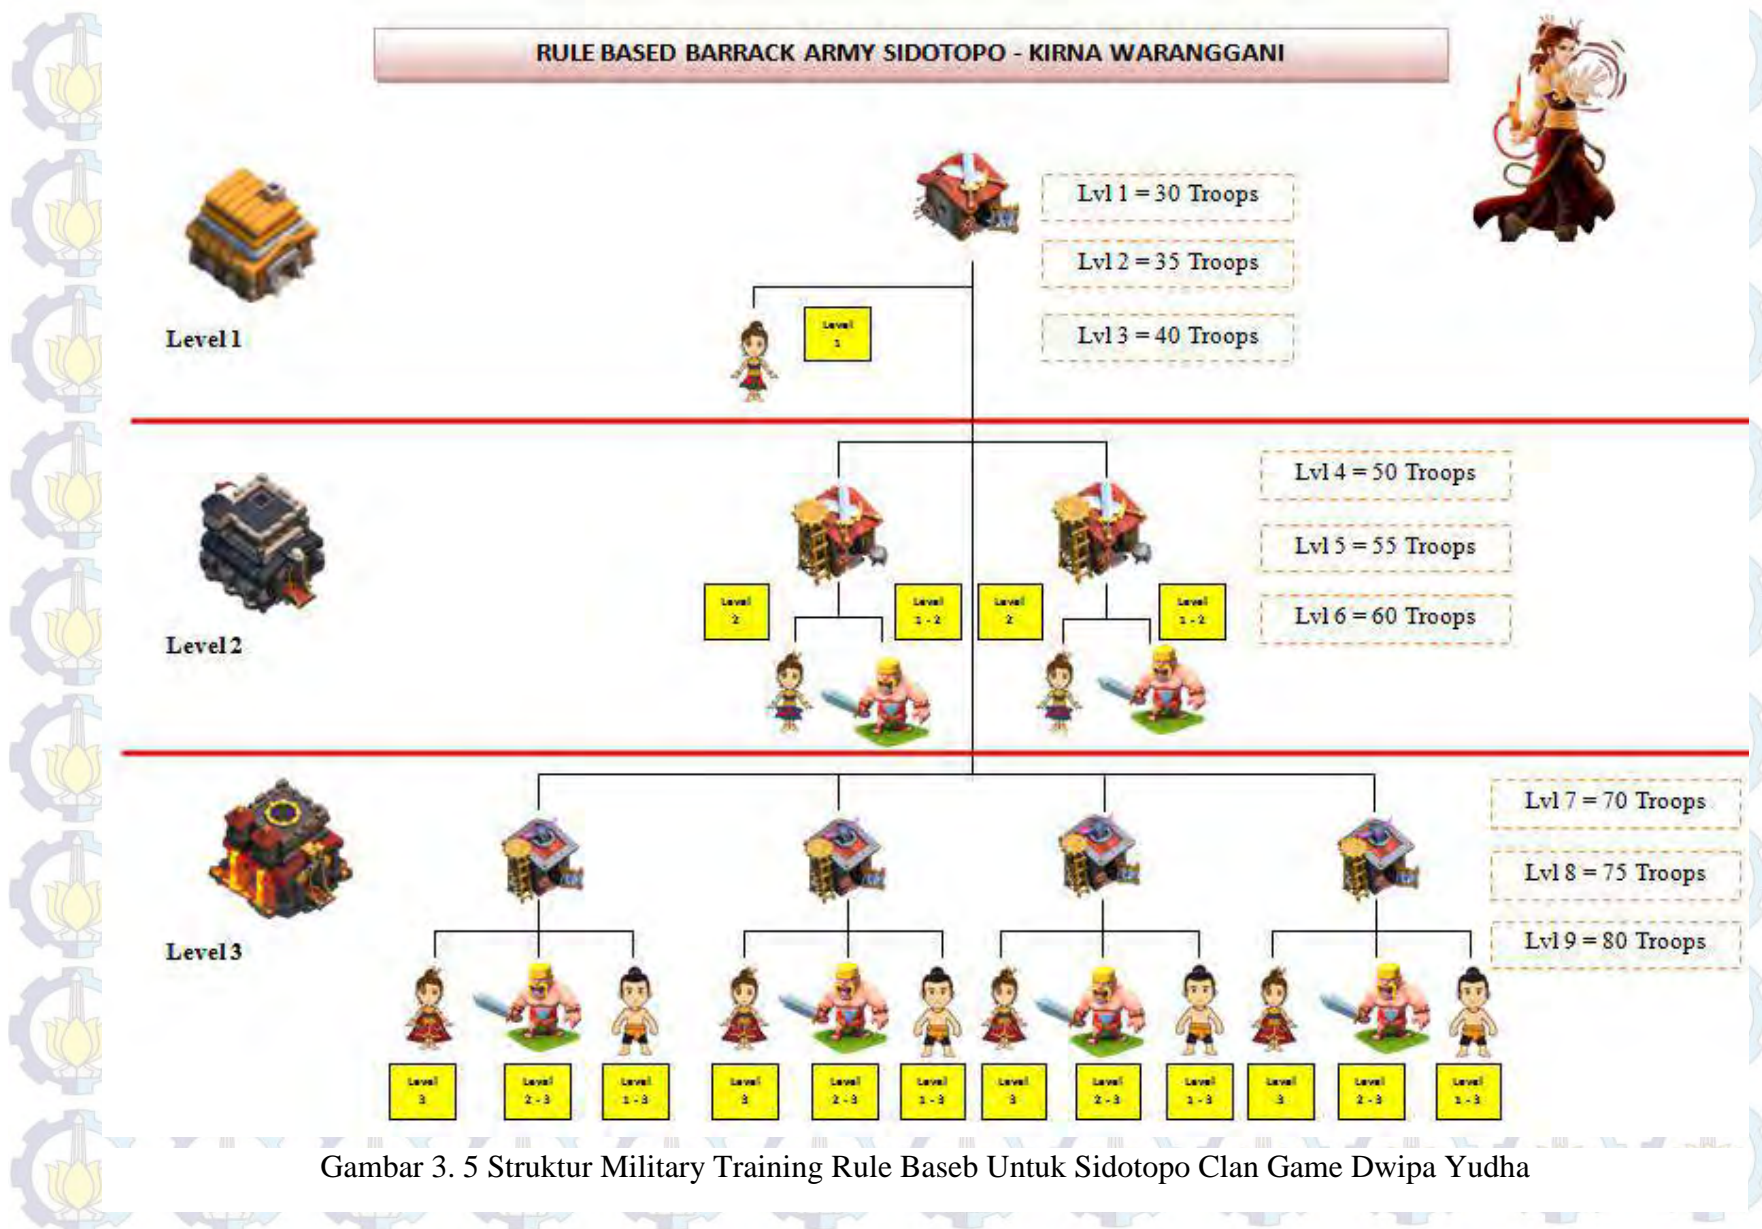 RULE BASED BARRACK ARMY SIDOTOPO - KIRNA WARANGGANI
Lvl 1 = 30 Troops
Lvl 2 = 35 Troops
Level 1
Level
1
Lvl 3 = 40 Troops
Lvl 4 = 50 Troops
Lvl 5 = 55 Troops
Level
2
Level
1 - 2
Level
2
Level
1 - 2
Lvl 6 = 60 Troops
Level 2
Lvl 7 = 70 Troops
Lvl 8 = 75 Troops
Level 3
Lvl 9 = 80 Troops
Level
3
Level
2 - 3
Level
1 - 3
Level
3
Level
2 - 3
Level
1 - 3
Level
3
Level
2 - 3
Level
1 - 3
Level
3
Level
2 - 3
Level
1 - 3
Gambar 3. 5 Struktur Military Training Rule Baseb Untuk Sidotopo Clan Game Dwipa Yudha